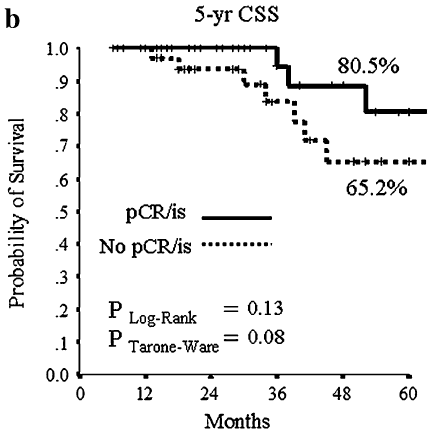 b
5-yr CSS
Probability of Survival
1.0
.9
.8
.7
.6
.5
.4
.3
.2
.1
.0
80.5%
65.2%
pCR/is
No pCR/is
P Log-Rank = 0.13
P Tarone-Ware = 0.08
0 12 24 36 48 60
Months